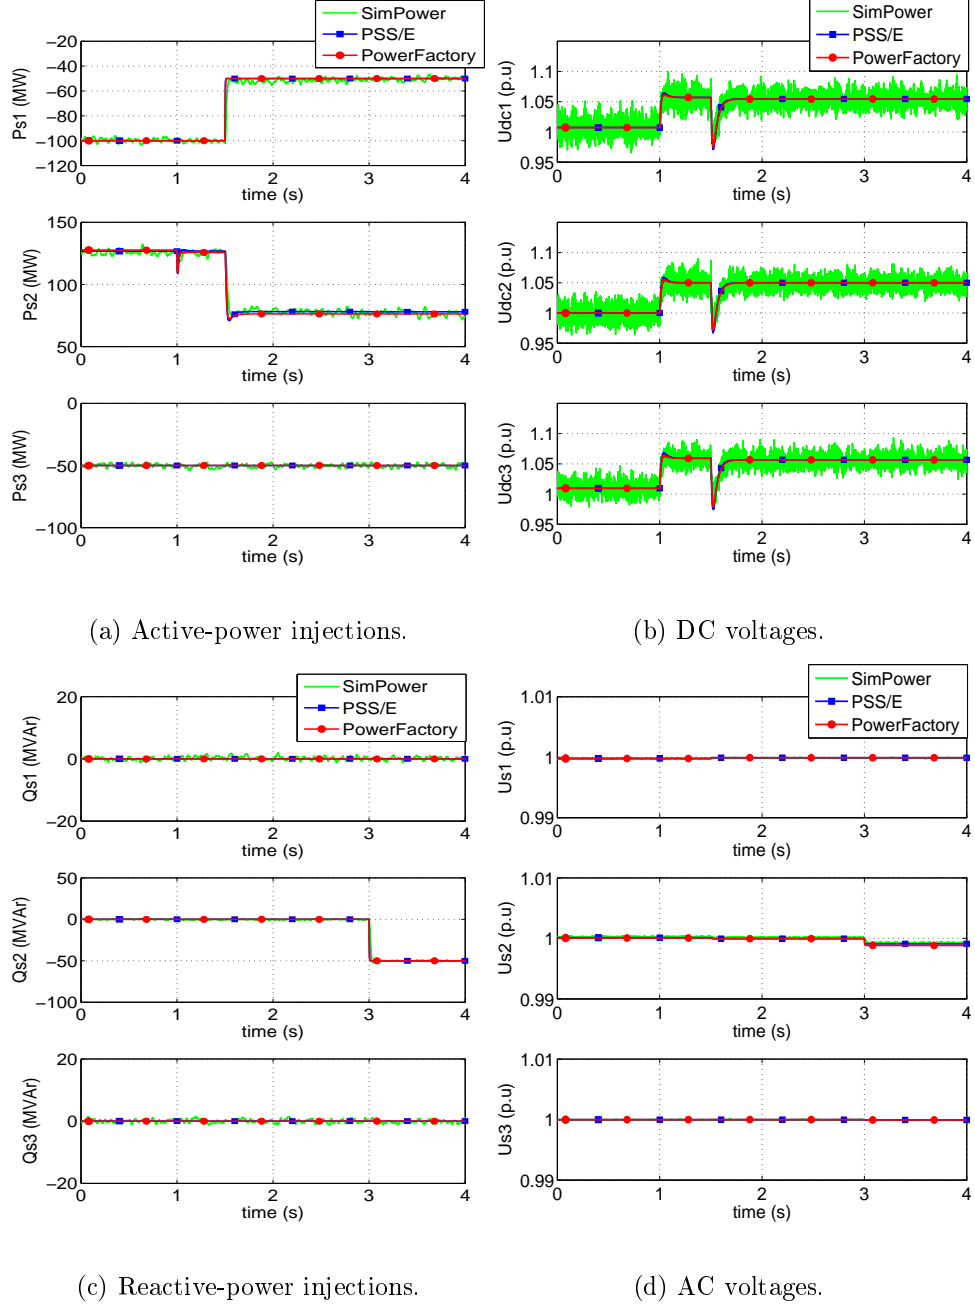 SimPower
PSS/E
PowerFactory
−20
−40
−60
−80
−100
−120
Ps1 (MW)
0 1 2 3 4
time (s)
150
100
50
Ps2 (MW)
0 1 2 3 4
time (s)
0
−50
−100
Ps3 (MW)
0 1 2 3 4
time (s)
(a) Active-power injections.
SimPower
PSS/E
PowerFactory
1.1
1.05
1
0.95
Udc1 (p.u)
0 1 2 3 4
time (s)
1.1
1.05
1
0.95
Udc2 (p.u)
0 1 2 3 4
time (s)
1.1
1.05
1
0.95
Udc3 (p.u)
0 1 2 3 4
time (s)
(b) DC voltages.
SimPower
PSS/E
PowerFactory
20
0
−20
Qs1 (MVAr)
0 1 2 3 4
time (s)
50
0
−50
−100
Qs2 (MVAr)
0 1 2 3 4
time (s)
20
0
−20
Qs3 (MVAr)
0 1 2 3 4
time (s)
(c) Reactive-power injections.
SimPower
PSS/E
PowerFactory
1.01
1
0.99
Us1 (p.u)
0 1 2 3 4
time (s)
1.01
1
0.99
Us2 (p.u)
0 1 2 3 4
time (s)
1.01
1
0.99
Us3 (p.u)
0 1 2 3 4
time (s)
(d) AC voltages.